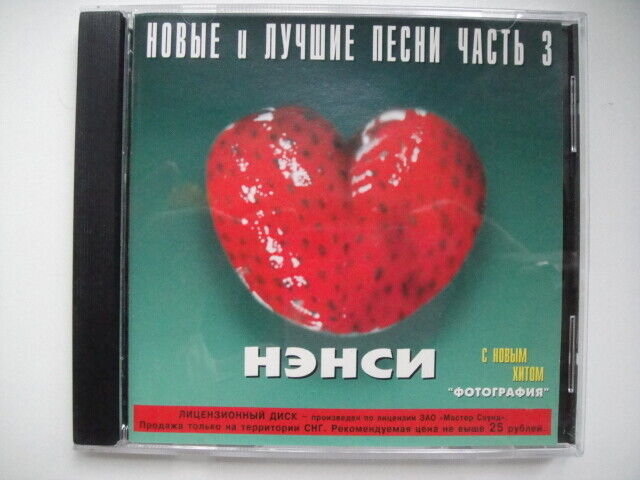 НОВЫЕ и ЛУЧШИЕ ПЕСНИ ЧАСТЬ 3
НЭНСИ
С НОВЫМ
ХИТОМ
"ФОТОГРАФИЯ"
ЛИЦЕНЗИОННЫЙ ДИСК – произведен по лицензии ЗАО «Мастер Саунд».
Продажа только на территории СНГ. Рекомендуемая цена не выше 25 рублей.